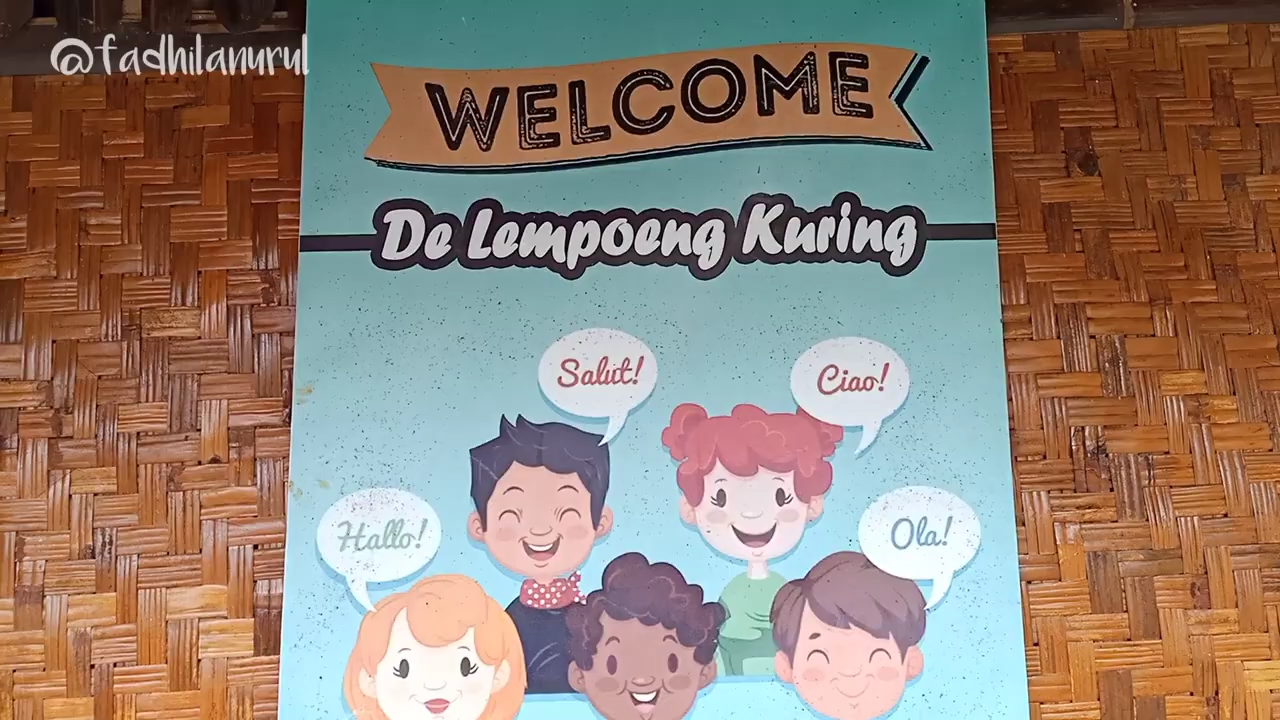 @fadhilanurul
WELCOME
De Lempoeng Kuring
Salut!
Ciao!
Hallo!
Ola!